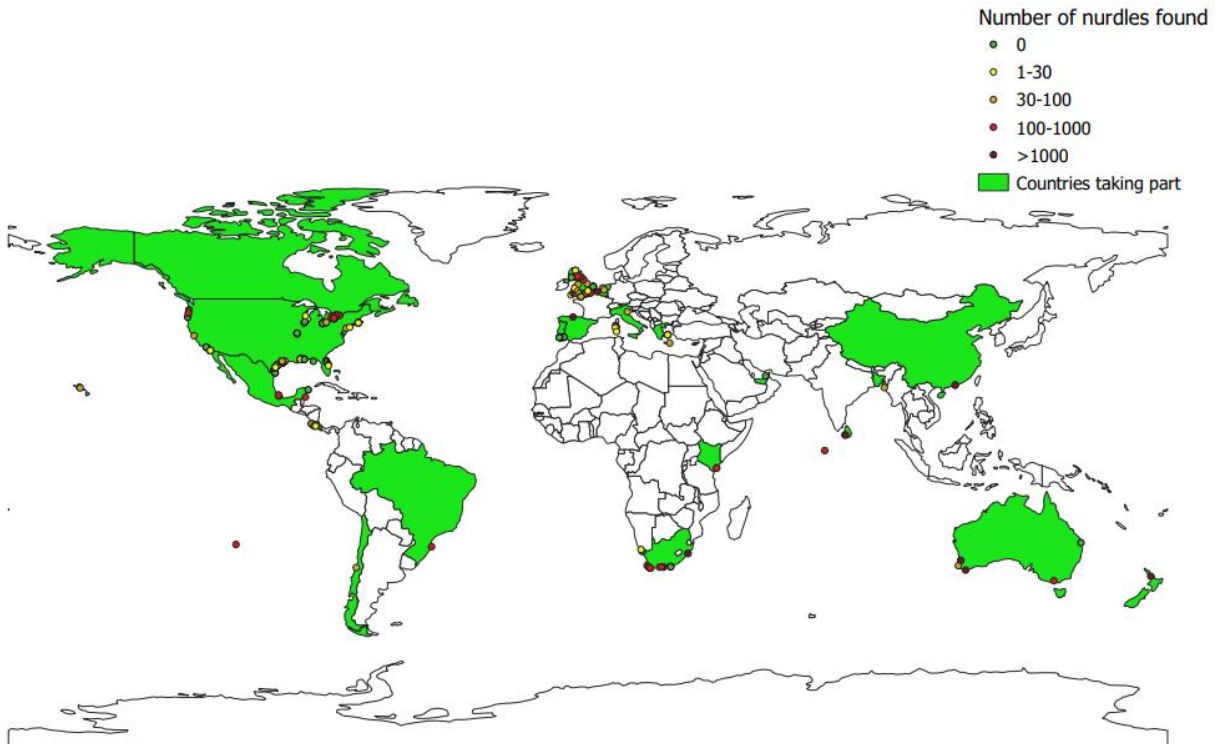 Number of nurdles found
0
1-30
30-100
100-1000
>1000
Countries taking part